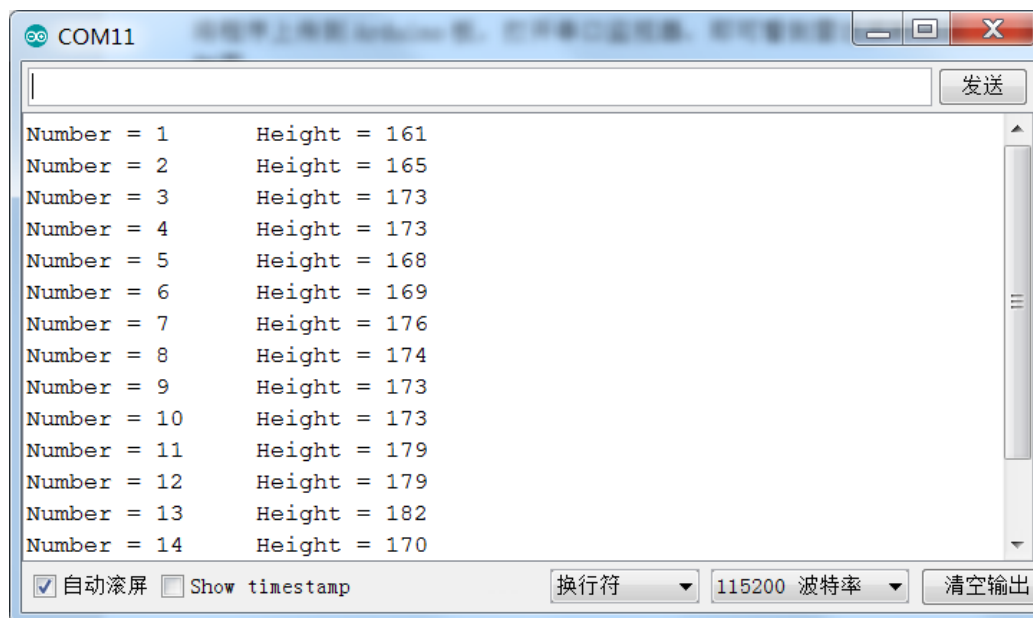 COM11
发送
Number = 1 Height = 161
Number = 2 Height = 165
Number = 3 Height = 173
Number = 4 Height = 173
Number = 5 Height = 168
Number = 6 Height = 169
Number = 7 Height = 176
Number = 8 Height = 174
Number = 9 Height = 173
Number = 10 Height = 173
Number = 11 Height = 179
Number = 12 Height = 179
Number = 13 Height = 182
Number = 14 Height = 170
自动滚屏 Show timestamp 换行符 115200 波特率 清空输出